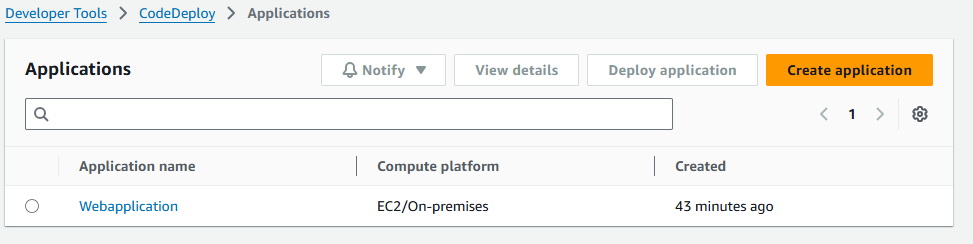 Developer Tools > CodeDeploy > Applications
Applications
Notify ▼ View details Deploy application Create application
< 1 >
Application name Compute platform Created
Webapplication EC2/On-premises 43 minutes ago